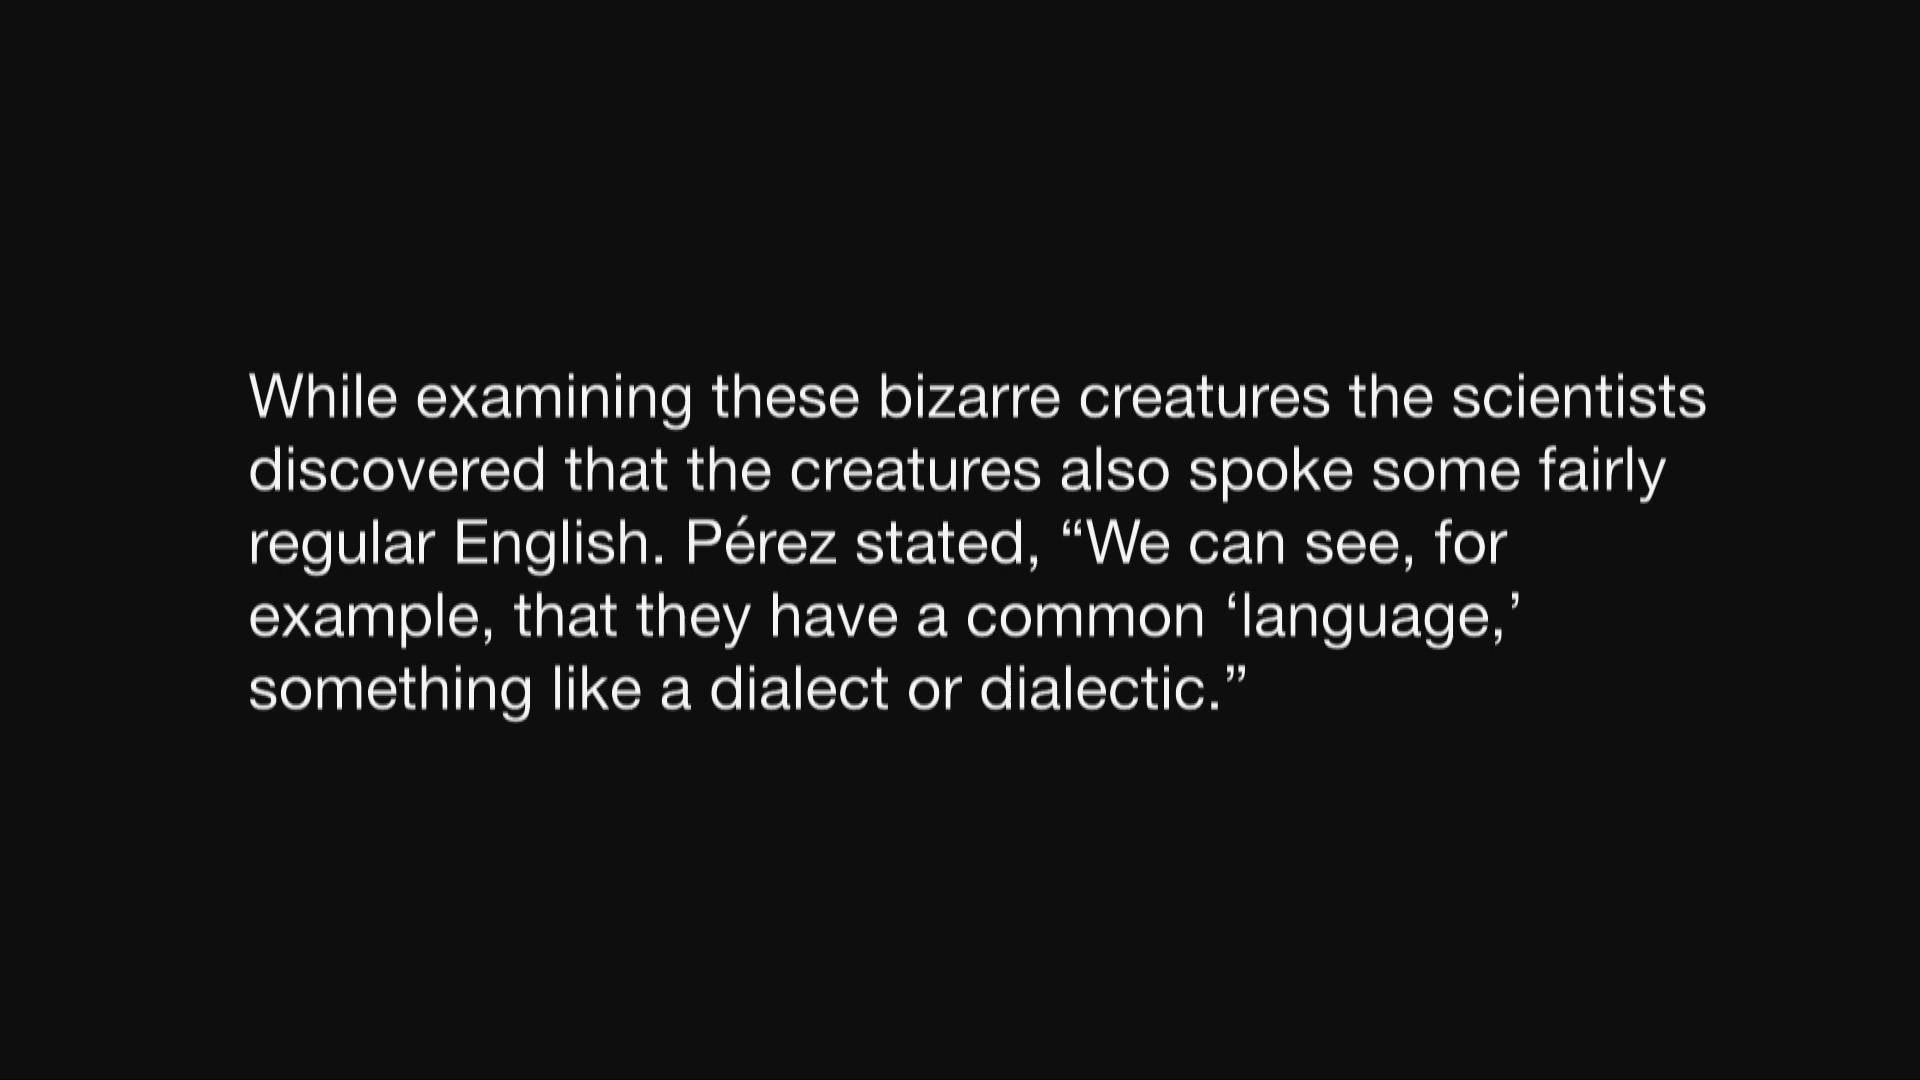 While examining these bizarre creatures the scientists
discovered that the creatures also spoke some fairly
regular English. Pérez stated, “We can see, for
example, that they have a common ‘language,’
something like a dialect or dialectic.”